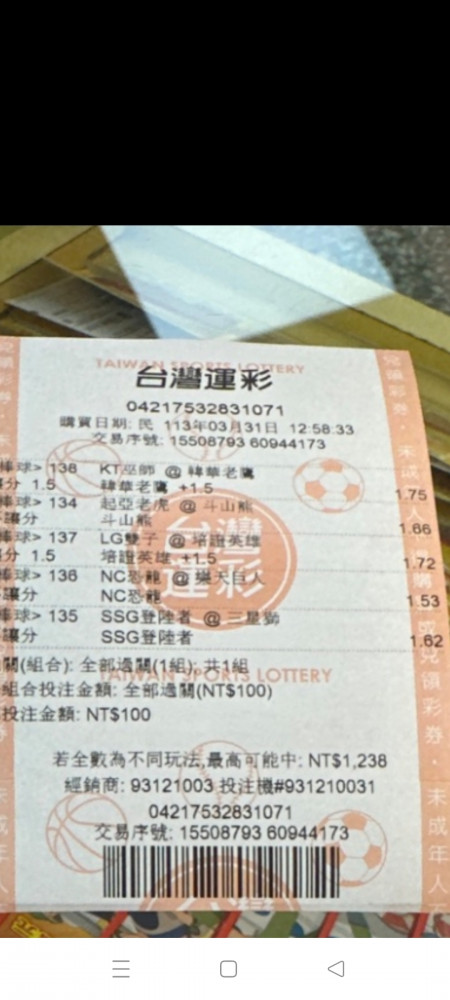 TAIWAN SPORTS LOTTERY
台灣運彩
04217532831071
購買日期: 民 113年03月31日 12:58.33
交易序號: 15508793 60944173
棒球> 138 KT巫師 @ 韓華老鷹
分 1.5 韓華老鷹 +1.5 1.75
棒球> 134 起亞老虎 @ 斗山熊
讓分 斗山熊 1.66
棒球> 137 LG雙子 @ 培證英雄
分 1.5 培證英雄 +1.5 1.72
棒球> 136 NC恐龍 @ 樂天巨人
讓分 NC恐龍 1.53
棒球> 135 SSG登陸者 @ 三星獅
讓分 SSG登陸者 1.62
台灣運彩
關(組合): 全部過關(1組); 共1組
TAIWAN SPORTS LOTTERY
組合投注金額: 全部過關(NT$100)
投注金額: NT$100
若全數為不同玩法,最高可能中: NT$1,238
經銷商: 93121003 投注機#931210031
04217532831071
交易序號: 15508793 60944173